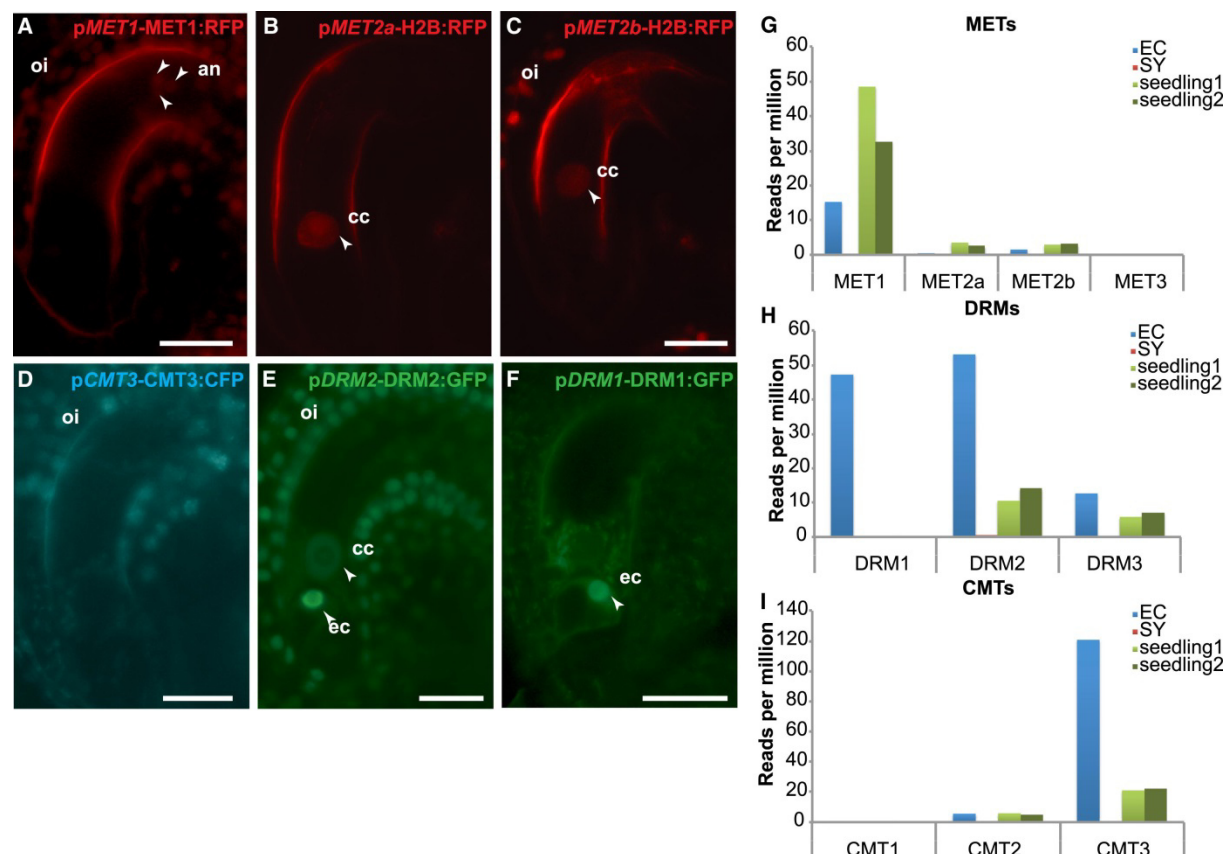 A pMET1-MET1:RFP
oi
an
B pMET2a-H2B:RFP
cc
C pMET2b-H2B:RFP
oi
cc
D pCMT3-CMT3:CFP
oi
E pDRM2-DRM2:GFP
oi
cc
ec
F pDRM1-DRM1:GFP
ec
G METs
Reads per million
60
50
40
30
20
10
0
EC
SY
seedling1
seedling2
MET1 MET2a MET2b MET3
H DRMs
Reads per million
60
50
40
30
20
10
0
EC
SY
seedling1
seedling2
DRM1 DRM2 DRM3
I CMTs
Reads per million
140
120
100
80
60
40
20
0
EC
SY
seedling1
seedling2
CMT1 CMT2 CMT3